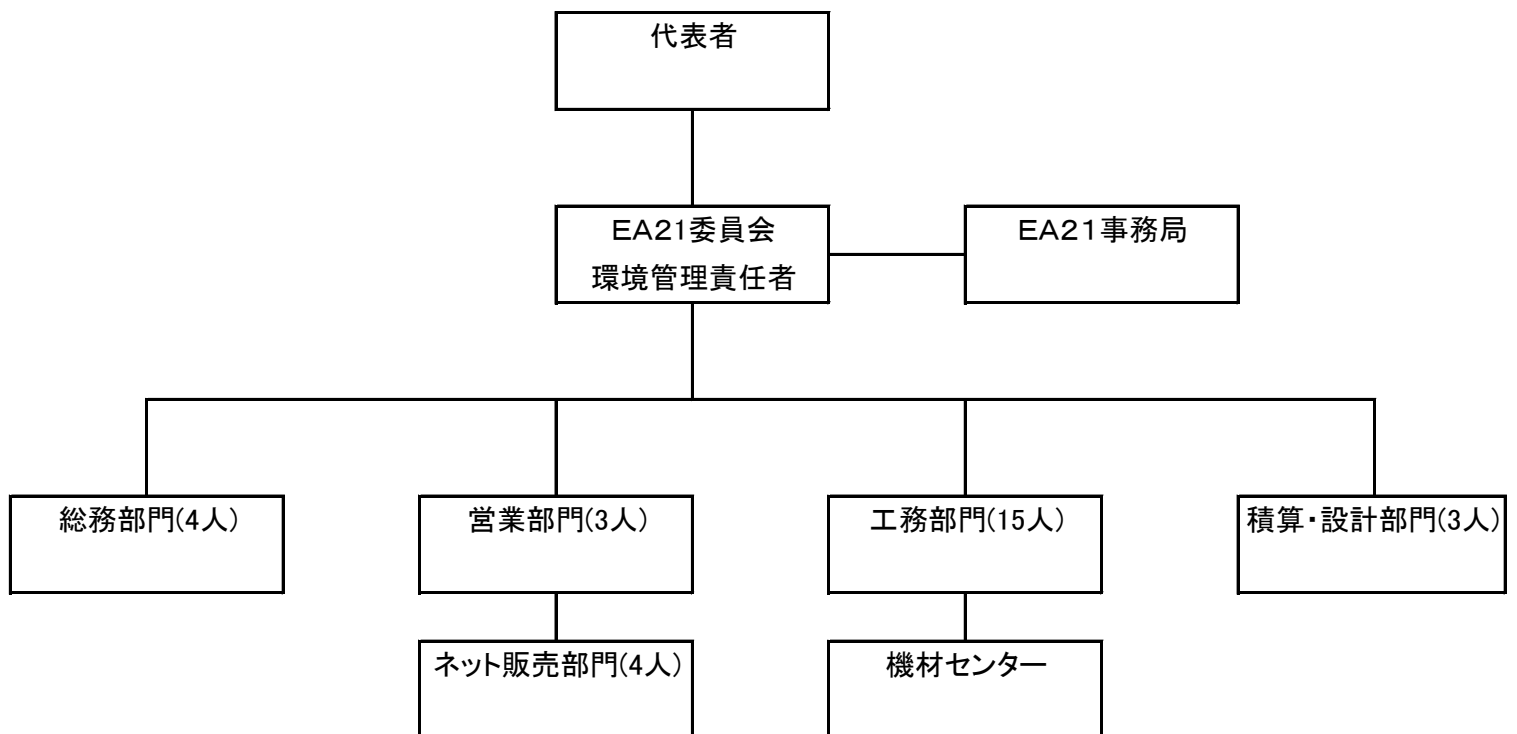 代表者
EA21委員会
環境管理責任者
EA２１事務局
総務部門(4人)
営業部門(3人)
工務部門(15人)
積算・設計部門(3人)
ネット販売部門(4人)
機材センター